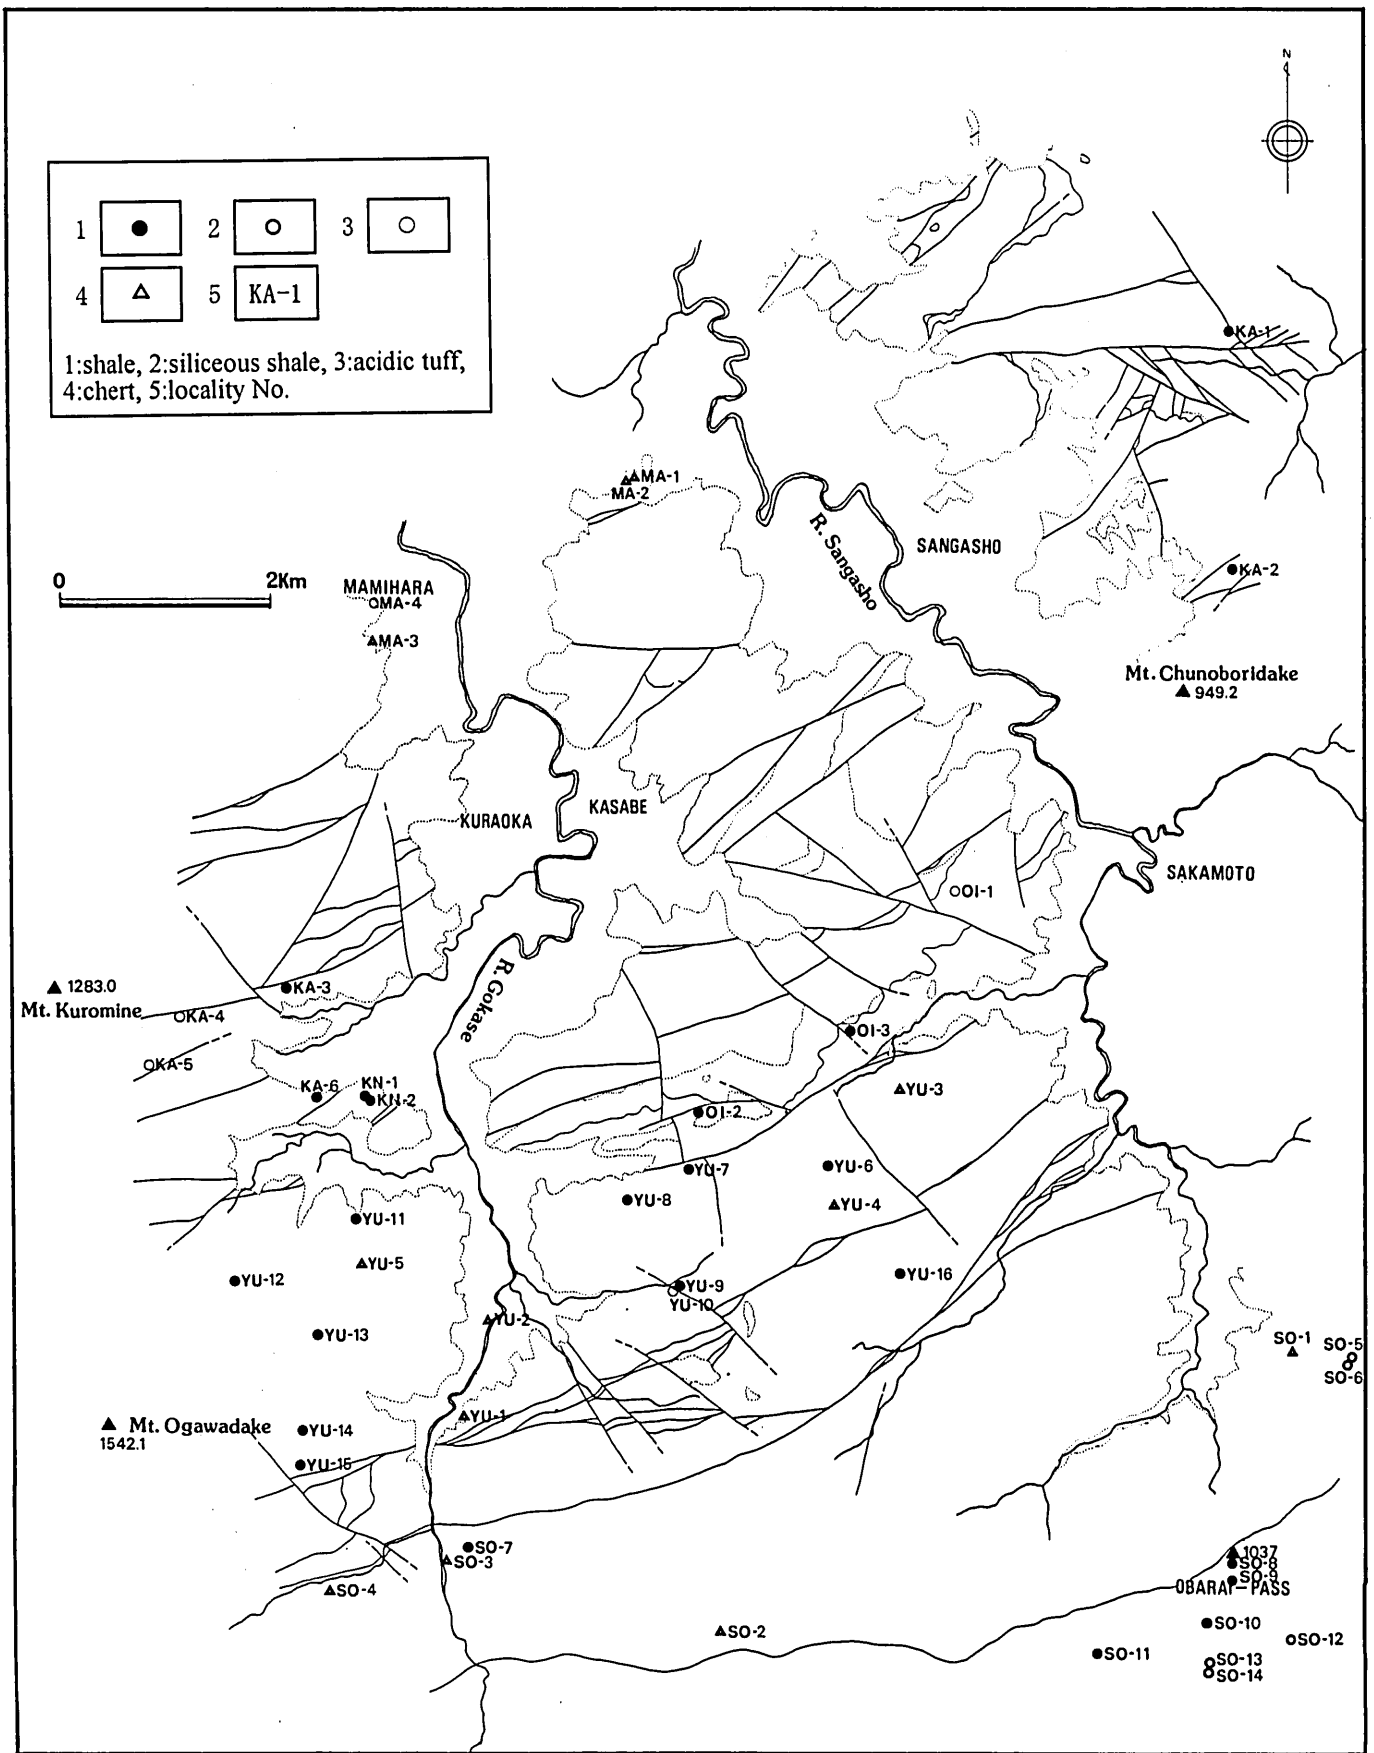 N
1
2
3
4
5 KA-1
1:shale, 2:siliceous shale, 3:acidic tuff,
4:chert, 5:locality No.
KA-1
MA-1
MA-2
R. Sangasho
SANGASHO
KA-2
0 2Km
MAMIHARA
MA-4
MA-3
Mt. Chunoboridake
949.2
KASABE
KURAOKA
SAKAMOTO
OI-1
1283.0
Mt. Kuromine
KA-3
KA-4
R. Gokase
OI-3
KA-5
KA-6
KN-1
KN-2
YU-3
OI-2
YU-7
YU-6
YU-8
YU-4
YU-11
YU-5
YU-12
YU-16
YU-9
YU-10
YU-2
YU-13
SO-1
SO-5
SO-6
YU-1
Mt. Ogawadake
1542.1
YU-14
YU-15
SO-7
SO-3
SO-4
1037
SO-8
SO-9
OBARAI-PASS
SO-10
SO-2
SO-12
SO-11
SO-13
SO-14